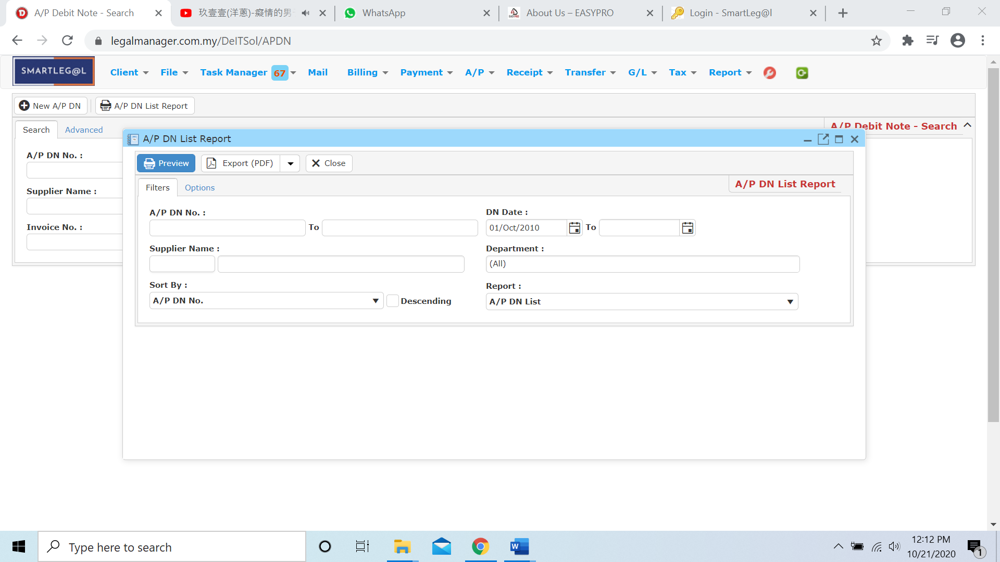 A/P Debit Note - Search
玖壹壹(洋蔥)-癡情的男
WhatsApp
About Us – EASYPRO
Login - SmartLeg@l
legalmanager.com.my/DeITSol/APDN
SMARTLEG@L
Client
File
Task Manager 67
Mail
Billing
Payment
A/P
Receipt
Transfer
G/L
Tax
Report
New A/P DN
A/P DN List Report
Search
Advanced
A/P Debit Note - Search
A/P DN No. :
Supplier Name :
Invoice No. :
A/P DN List Report
Preview
Export (PDF)
Close
Filters
Options
A/P DN List Report
A/P DN No. :
To
DN Date :
01/Oct/2010
To
Supplier Name :
Department :
(All)
Sort By :
A/P DN No.
Descending
Report :
A/P DN List
Type here to search
12:12 PM
10/21/2020
1